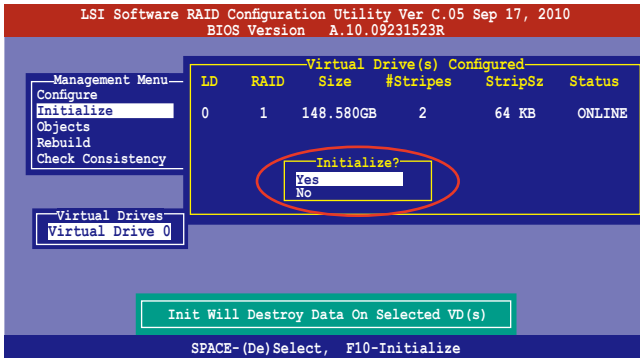 LSI Software RAID Configuration Utility Ver C.05 Sep 17, 2010
BIOS Version A.10.09231523R
Management Menu
Configure
Initialize
Objects
Rebuild
Check Consistency
Virtual Drive(s) Configured
LD RAID Size #Stripes StripSz Status
0 1 148.580GB 2 64 KB ONLINE
Initialize?
Yes
No
Virtual Drives
Virtual Drive 0
Init Will Destroy Data On Selected VD(s)
SPACE-(De)Select, F10-Initialize